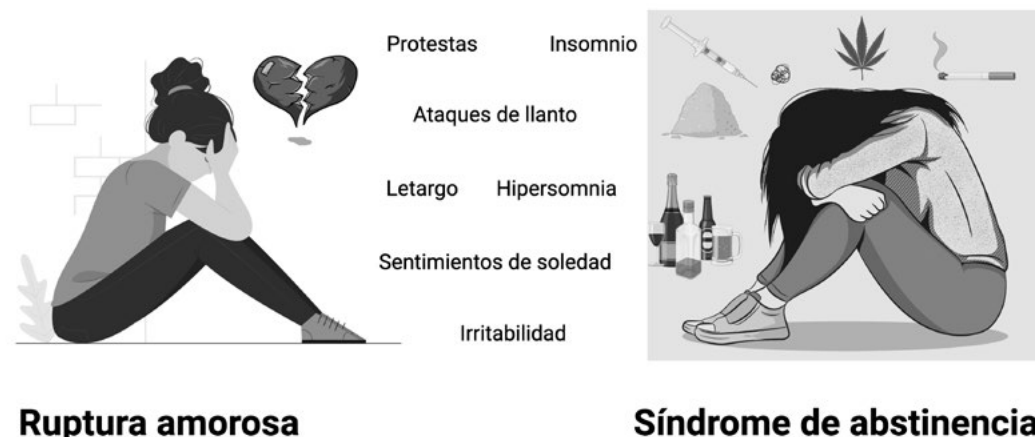 Protestas Insomnio
Ataques de llanto
Letargo Hipersomnia
Sentimientos de soledad
Irritabilidad
Ruptura amorosa Síndrome de abstinencia